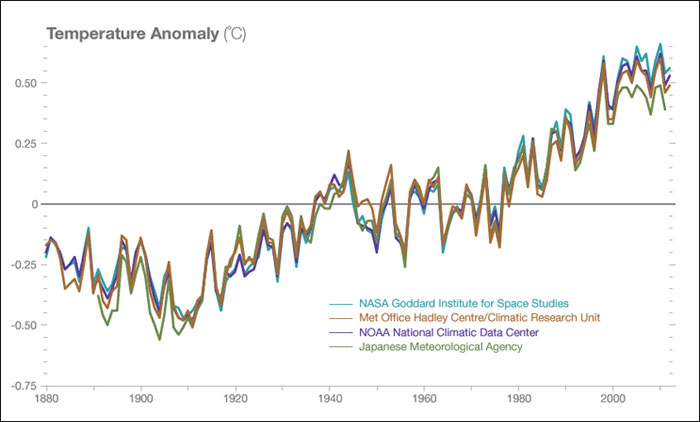 Temperature Anomaly (°C)
0.50
0.25
0
-0.25
-0.50
-0.75
NASA Goddard Institute for Space Studies
Met Office Hadley Centre/Climatic Research Unit
NOAA National Climatic Data Center
Japanese Meteorological Agency
1880 1900 1920 1940 1960 1980 2000